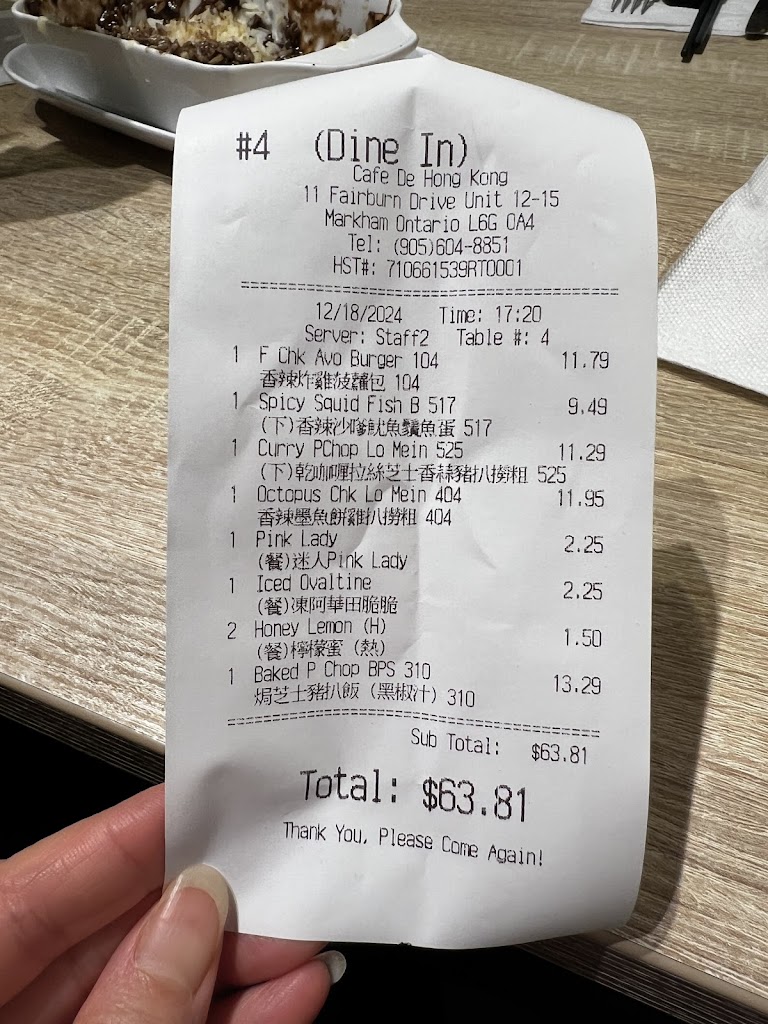 #4 (Dine In)
Cafe De Hong Kong
11 Fairburn Drive Unit 12-15
Markham Ontario L6G 0A4
Tel: (905)604-8851
HST#: 710661539RT0001
12/18/2024 Time: 17:20
Server: Staff2 Table #: 4
1 F Chk Avo Burger 104 11.79
香辣炸雞菠蘿包 104
1 Spicy Squid Fish B 517 9.49
(下)香辣沙嗲魷魚鬚魚蛋 517
1 Curry PChop Lo Mein 525 11.29
(下)乾咖喱拉絲芝士香蒜豬扒撈粗 525
1 Octopus Chk Lo Mein 404 11.95
香辣墨魚餅雞扒撈粗 404
1 Pink Lady 2.25
(餐)迷人Pink Lady
1 Iced Ovaltine 2.25
(餐)凍阿華田脆脆
2 Honey Lemon (H) 1.50
(餐)檸檬蜜 (熱)
1 Baked P Chop BPS 310 13.29
焗芝士豬扒飯 (黑椒汁) 310
Sub Total: $63.81
Total: $63.81
Thank You, Please Come Again!